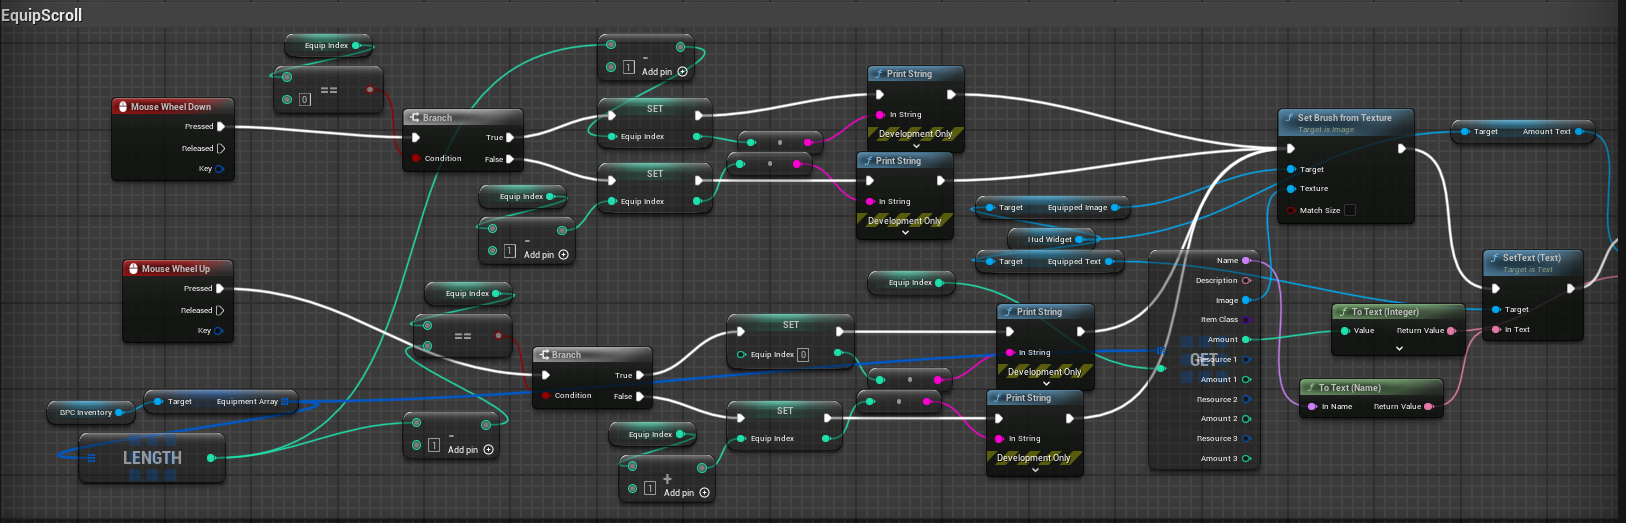 EquipScroll
Equip Index
==
0
Mouse Wheel Down
Pressed
Released
Key
Branch
True
Condition
False
-
1
Add pin
SET
Equip Index
SET
Equip Index
Equip Index
-
1
Add pin
Print String
In String
Development Only
Print String
In String
Development Only
Set Brush from Texture
Target is Image
Target
Texture
Match Size
Target
Amount Text
Target
Equipped Image
Hud Widget
Target
Equipped Text
Mouse Wheel Up
Pressed
Released
Key
Equip Index
==
Branch
True
Condition
False
SET
Equip Index
0
SET
Equip Index
Equip Index
+
1
Add pin
Equip Index
Print String
In String
Development Only
Print String
In String
Development Only
BPC Inventory
Target
Equipment Array
LENGTH
-
1
Add pin
GET
Name
Description
Image
Item Class
Amount
Resource 1
Amount 1
Resource 2
Amount 2
Resource 3
Amount 3
To Text (Integer)
Value
Return Value
To Text (Name)
In Name
Return Value
SetText (Text)
Target is Text
Target
In Text